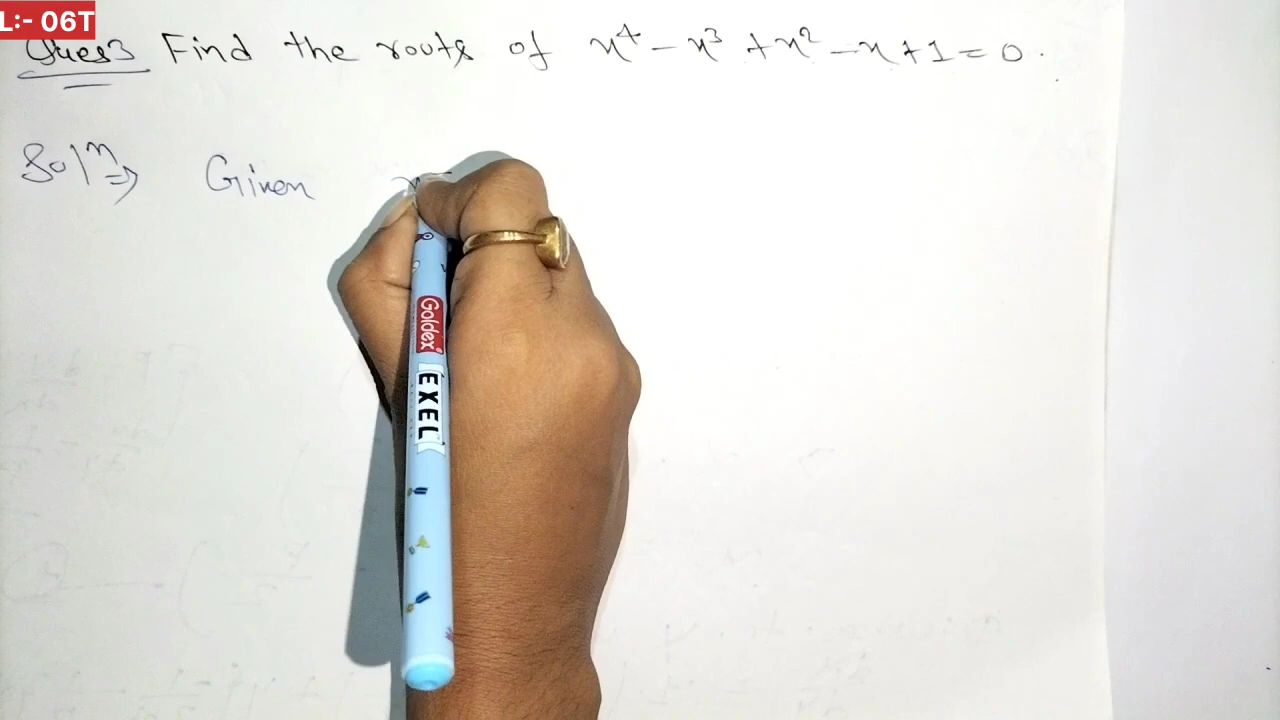 L:- 06T
Ques3 Find the roots of x⁴ - x³ + x² - x + 1 = 0.
Solⁿ⇒ Given
Goldex
EXEL